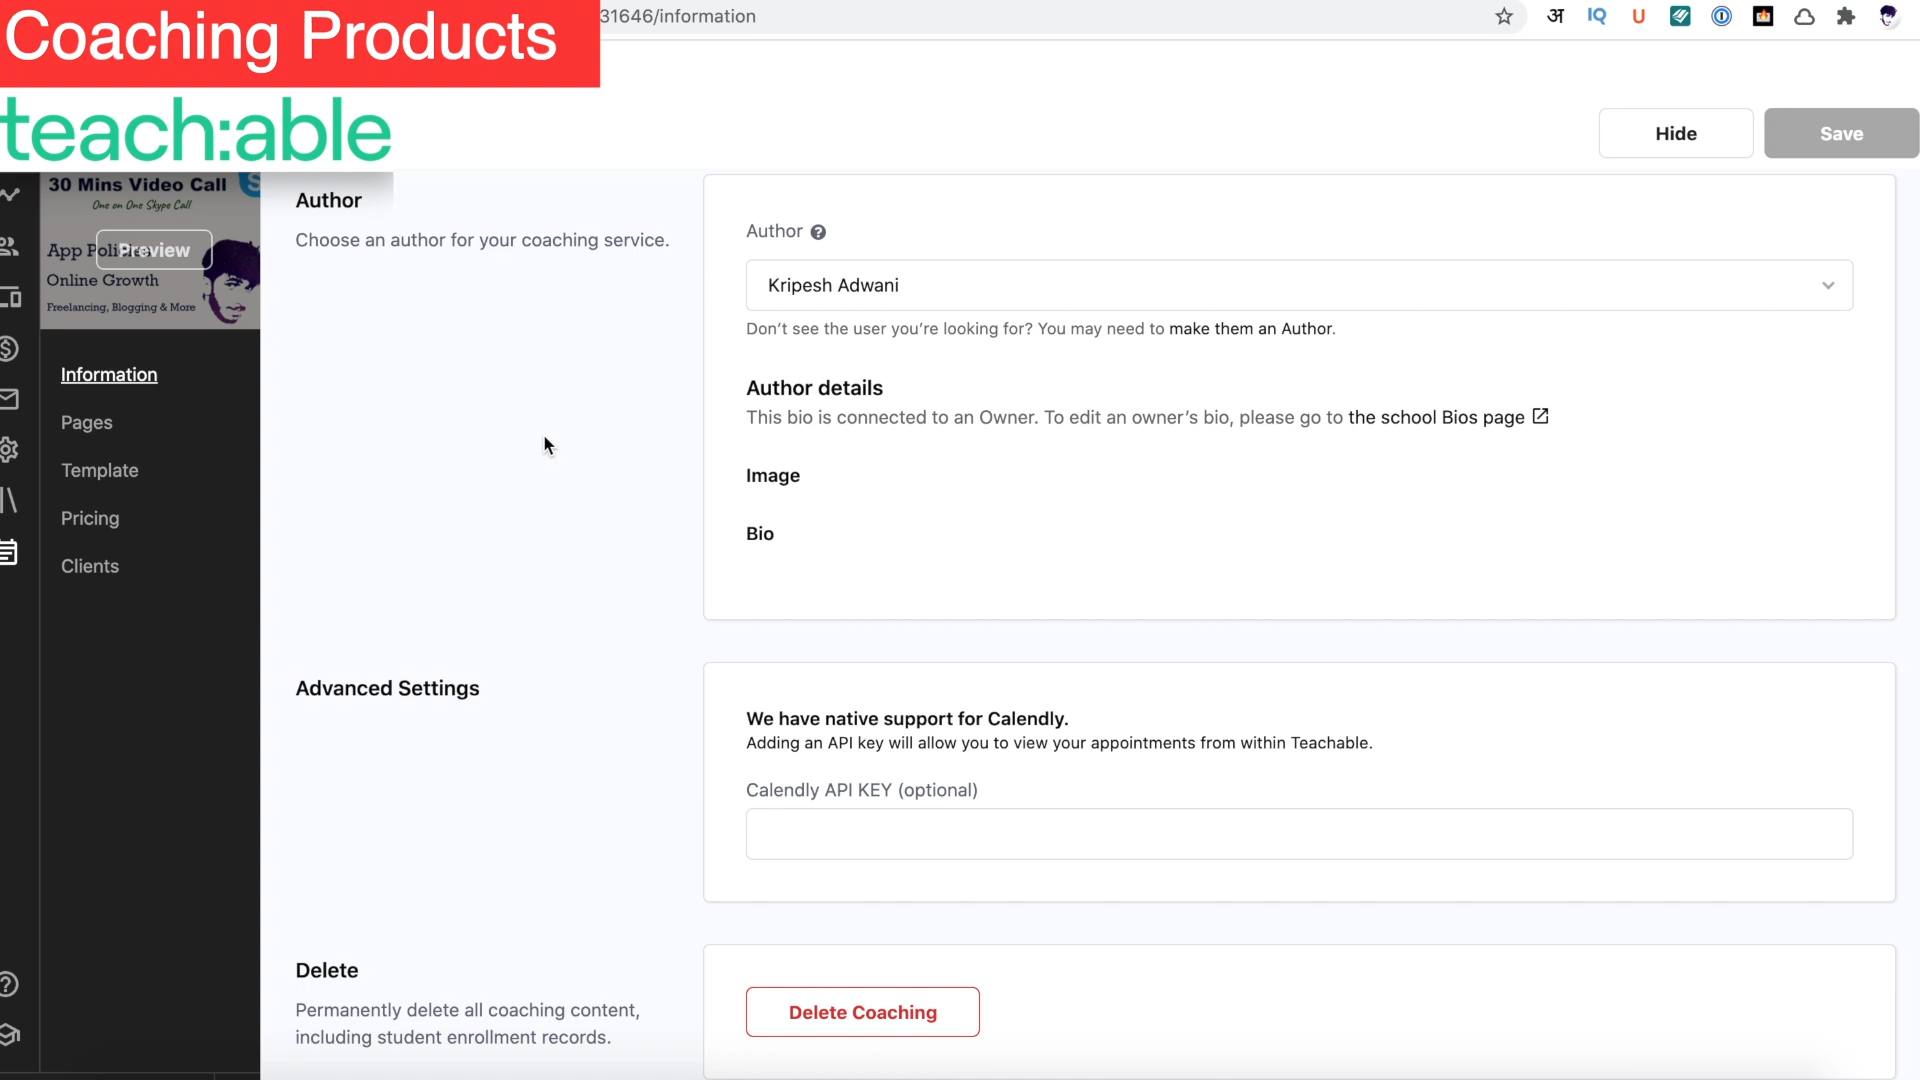 Coaching Products
31646/information
अ
IQ
U
teach:able
Hide
Save
30 Mins Video Call
S
One on One Skype Call
App Poli
Preview
Online Growth
Freelancing, Blogging & More
Information
Pages
Template
Pricing
Clients
Author
Choose an author for your coaching service.
Author
Kripesh Adwani
Don't see the user you're looking for? You may need to make them an Author.
Author details
This bio is connected to an Owner. To edit an owner's bio, please go to the school Bios page
Image
Bio
Advanced Settings
We have native support for Calendly.
Adding an API key will allow you to view your appointments from within Teachable.
Calendly API KEY (optional)
Delete
Permanently delete all coaching content,
including student enrollment records.
Delete Coaching